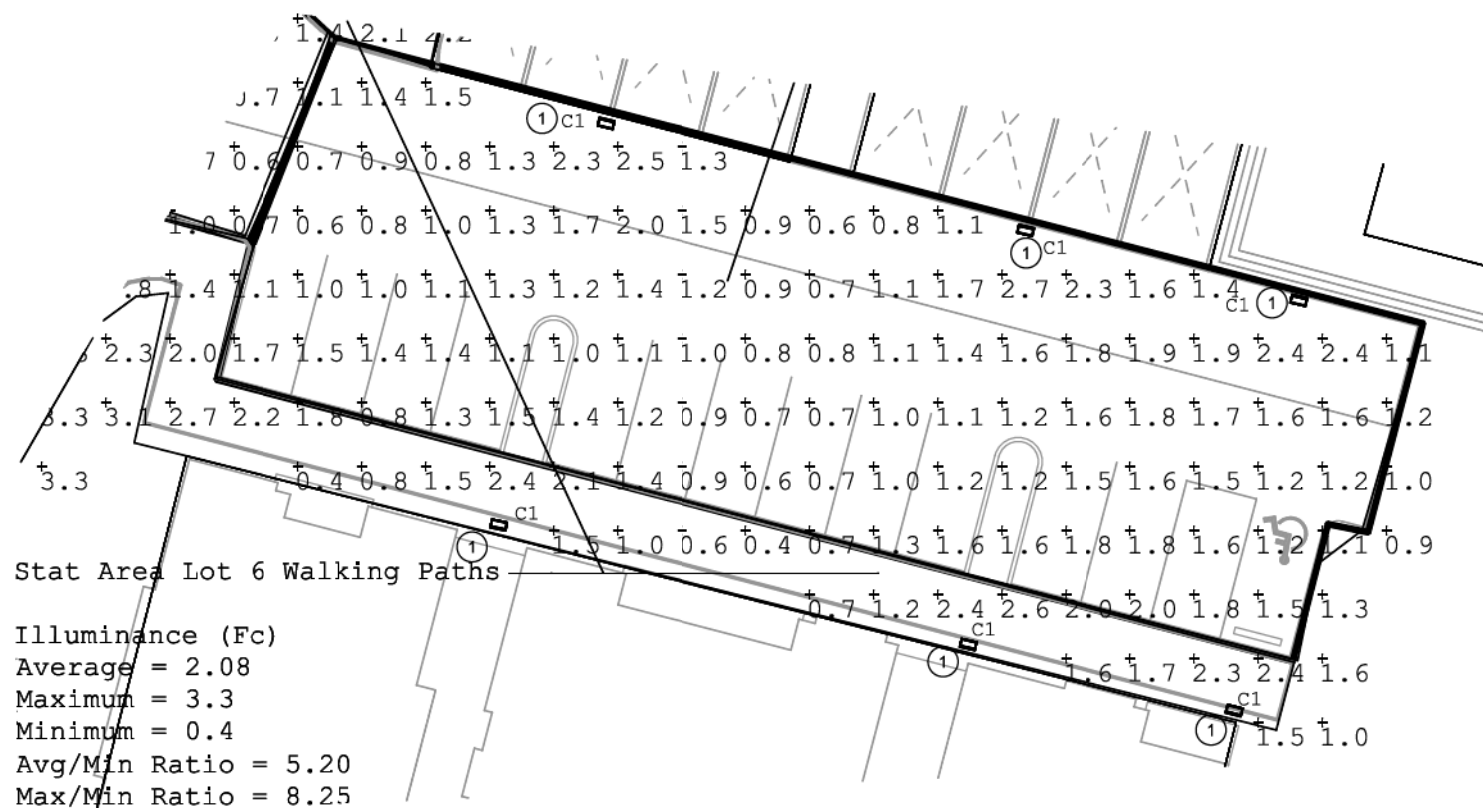 1.4 2.1 2.2
1.1 1.4 1.5
1 C1
7 0.6 0.7 0.9 0.8 1.3 2.3 2.5 1.3
1.0 0.7 0.6 0.8 1.0 1.3 1.7 2.0 1.5 0.9 0.6 0.8 1.1
1 C1
.8 1.4 1.1 1.0 1.0 1.1 1.3 1.2 1.4 1.2 0.9 0.7 1.1 1.7 2.7 2.3 1.6 1.4
C1 1
2.3 2.0 1.7 1.5 1.4 1.4 1.1 1.0 1.1 1.0 0.8 0.8 1.1 1.4 1.6 1.8 1.9 1.9 2.4 2.4 1.1
3.3 3.1 2.7 2.2 1.8 0.8 1.3 1.5 1.4 1.2 0.9 0.7 0.7 1.0 1.1 1.2 1.6 1.8 1.7 1.6 1.6 1.2
3.3 0.4 0.8 1.5 2.4 2.1 1.4 0.9 0.6 0.7 1.0 1.2 1.2 1.5 1.6 1.5 1.2 1.2 1.0
C1
1
1.5 1.0 0.6 0.4 0.7 1.3 1.6 1.6 1.8 1.8 1.6 1.2 1.1 0.9
Stat Area Lot 6 Walking Paths
0.7 1.2 2.4 2.6 2.0 2.0 1.8 1.5 1.3
C1
1
Illuminance (Fc)
Average = 2.08
1.6 1.7 2.3 2.4 1.6
Maximum = 3.3
C1
1
Minimum = 0.4
1.5 1.0
Avg/Min Ratio = 5.20
Max/Min Ratio = 8.25